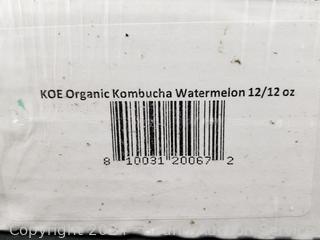 KOE Organic Kombucha Watermelon 12/12 oz
8 10031 20067 2